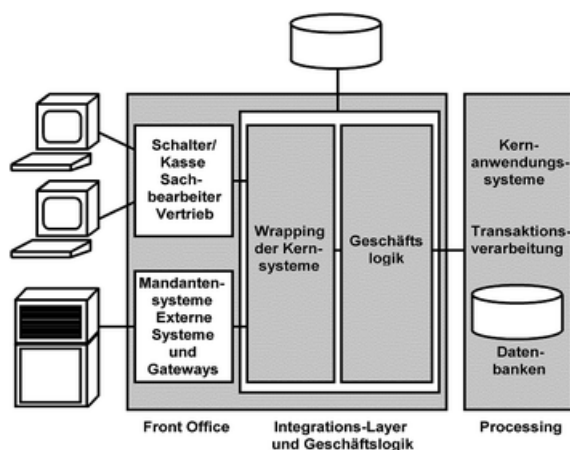 Schalter/
Kasse
Sach-
bearbeiter
Vertrieb
Mandanten-
systeme
Externe
Systeme
und
Gateways
Wrapping
der Kern-
systeme
Geschäfts
logik
Kern-
anwendungs-
systeme
Transaktions-
verarbeitung
Daten-
banken
Front Office
Integrations-Layer
und Geschäftslogik
Processing